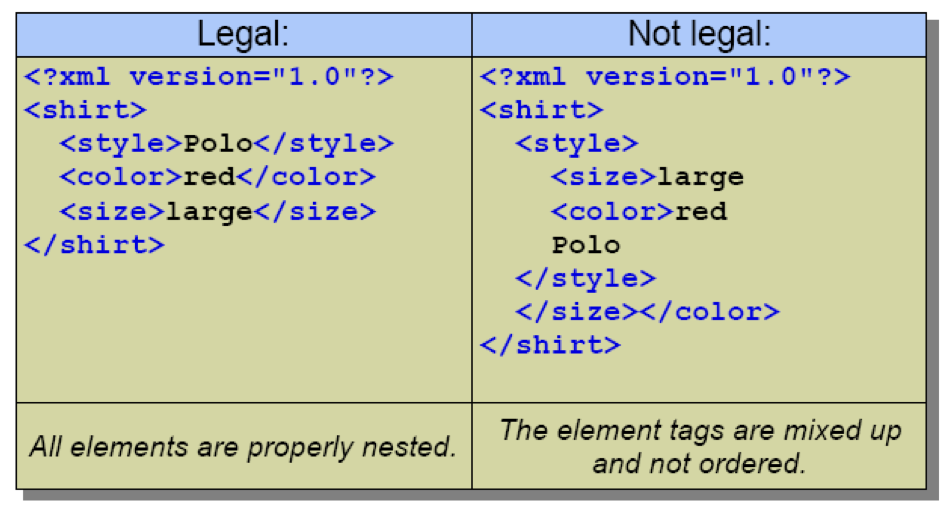 Legal:
<?xml version="1.0"?>
<shirt>
  <style>Polo</style>
  <color>red</color>
  <size>large</size>
</shirt>
All elements are properly nested.
Not legal:
<?xml version="1.0"?>
<shirt>
  <style>
    <size>large
    <color>red
    Polo
  </style>
  </size></color>
</shirt>
The element tags are mixed up
and not ordered.